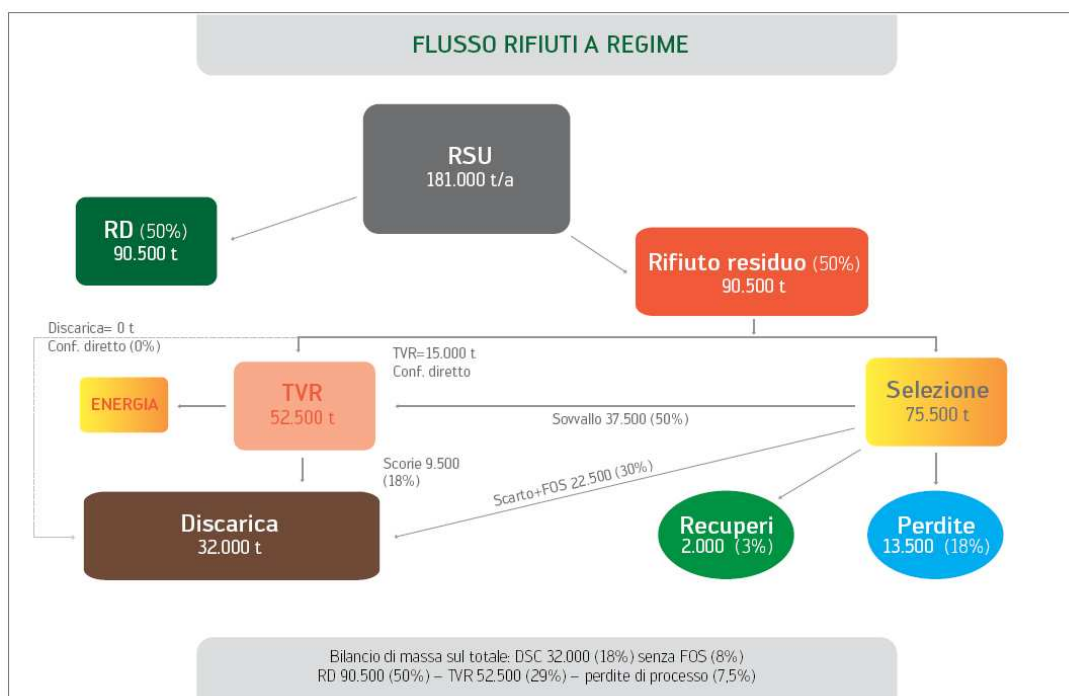 FLUSSO RIFIUTI A REGIME
RSU
181.000 t/a
RD (50%)
90.500 t
Rifiuto residuo (50%)
90.500 t
Discarica= 0 t
Conf. diretto (0%)
TVR=15.000 t
Conf. diretto
ENERGIA
TVR
52.500 t
Selezione
75.500 t
Sovvallo 37.500 (50%)
Scorie 9.500
(18%)
Scarto+FOS 22.500 (30%)
Discarica
32.000 t
Recuperi
2.000 (3%)
Perdite
13.500 (18%)
Bilancio di massa sul totale: DSC 32.000 (18%) senza FOS (8%)
RD 90.500 (50%) – TVR 52.500 (29%) – perdite di processo (7,5%)